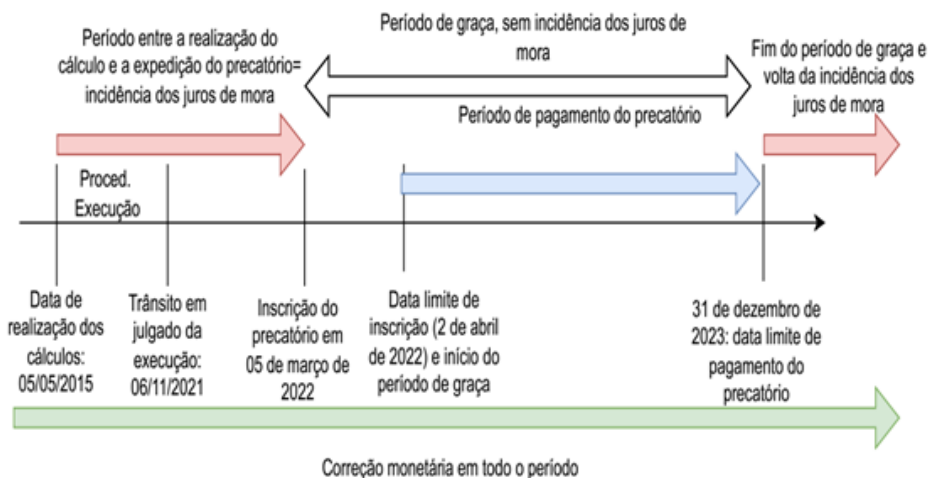 Período entre a realização do
cálculo e a expedição do precatório=
incidência dos juros de mora
Período de graça, sem incidência dos juros de
mora
Fim do período de graça e
volta da incidência dos
juros de mora
Período de pagamento do precatório
Proced.
Execução
Data de
realização dos
cálculos:
05/05/2015
Trânsito em
julgado da
execução:
06/11/2021
Inscrição do
precatório em
05 de março de
2022
Data limite de
inscrição (2 de abril
de 2022) e início do
período de graça
31 de dezembro de
2023: data limite de
pagamento do
precatório
Correção monetária em todo o período